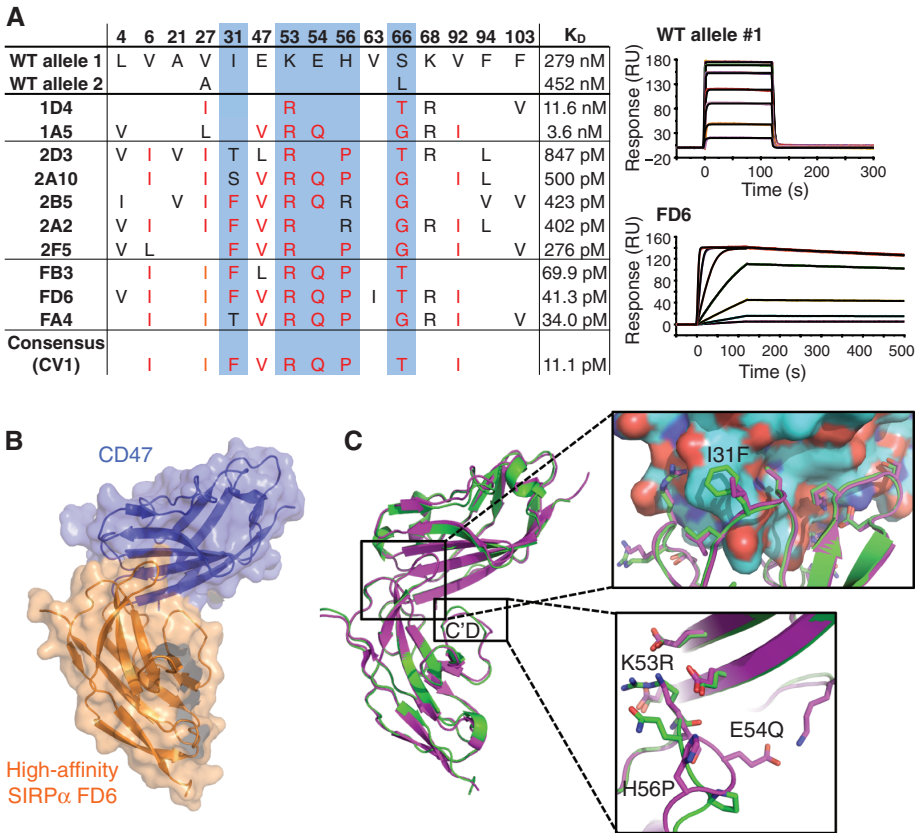 A
4 6 21 27 31 47 53 54 56 63 66 68 92 94 103 K_D
WT allele 1 L V A V I E K E H V S K V F F 279 nM
WT allele 2 A L 452 nM
1D4 I R T R V 11.6 nM
1A5 V L V R Q G R I 3.6 nM
2D3 V I V I T L R P T R L 847 pM
2A10 I I S V R Q P G I L 500 pM
2B5 I V I F V R Q R G V V 423 pM
2A2 V I I F V R R G R I L 402 pM
2F5 V L F V R P G I V 276 pM
FB3 I I F L R Q P T 69.9 pM
FD6 V I I F V R Q P I T R I 41.3 pM
FA4 I I T V R Q P G R I V 34.0 pM
Consensus
(CV1) I I F V R Q P T I 11.1 pM
WT allele #1
Response (RU)
180
120
60
0
−20
0 100 200 300
Time (s)
FD6
Response (RU)
160
120
80
40
0
0 100 200 300 400 500
Time (s)
B
CD47
High-affinity
SIRPα FD6
C
C'D
I31F
K53R
E54Q
H56P